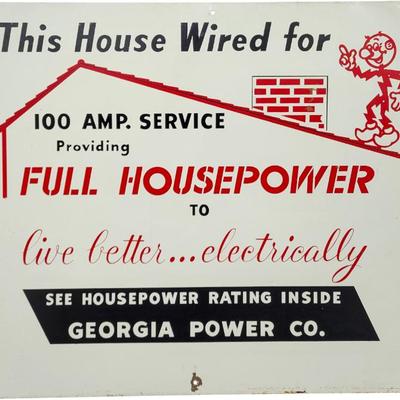 This House Wired for
100 AMP. SERVICE
Providing
FULL HOUSEPOWER
TO
live better...electrically
SEE HOUSEPOWER RATING INSIDE
GEORGIA POWER CO.